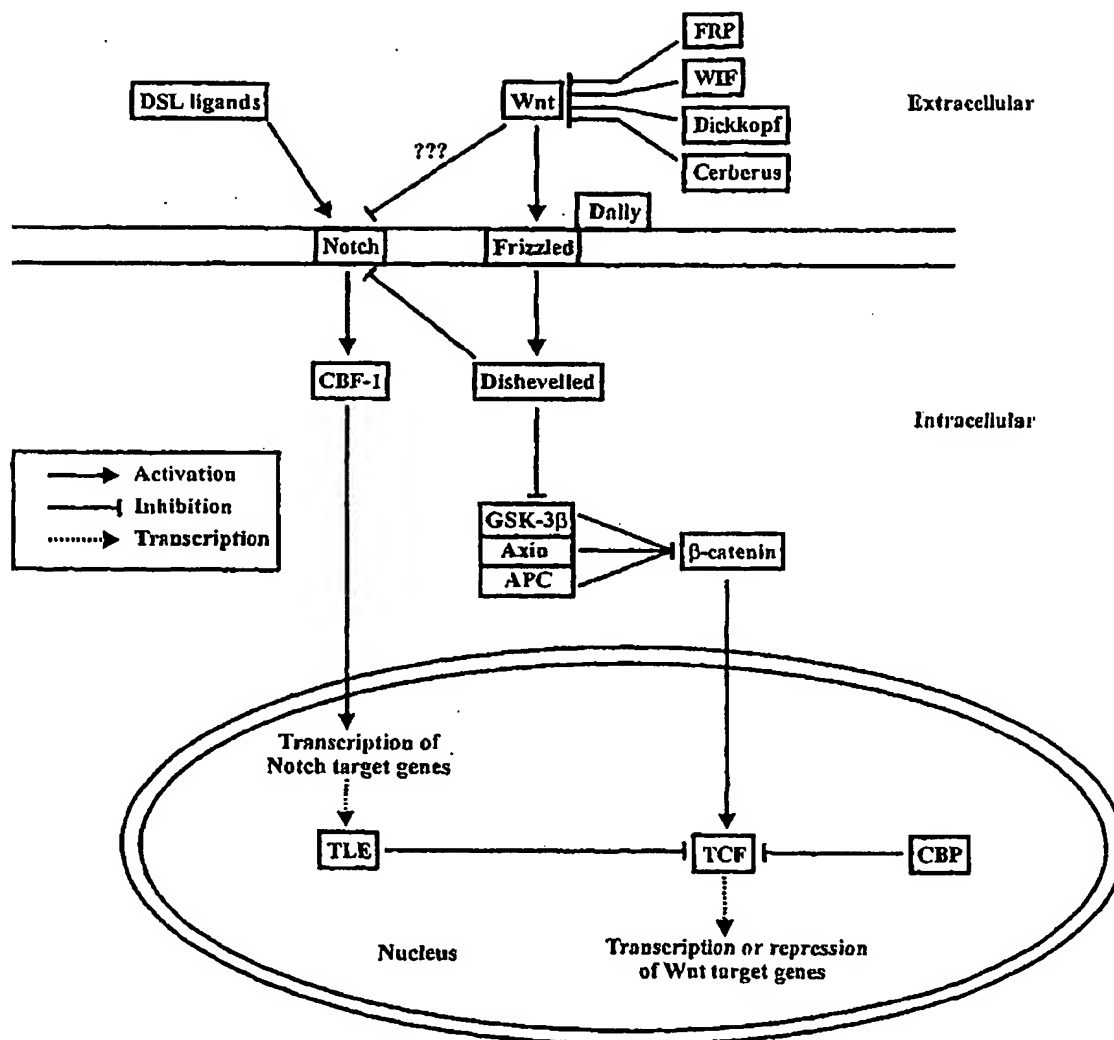 FRP
WIF
DSL ligands
Wnt
Extracellular
Dickkopf
???
Cerberus
Dally
Notch
Frizzled
CBF-1
Dishevelled
Intracellular
Activation
Inhibition
Transcription
GSK-3β
Axin
β-catenin
APC
Transcription of
Notch target genes
TLE
TCF
CBP
Nucleus
Transcription or repression
of Wnt target genes